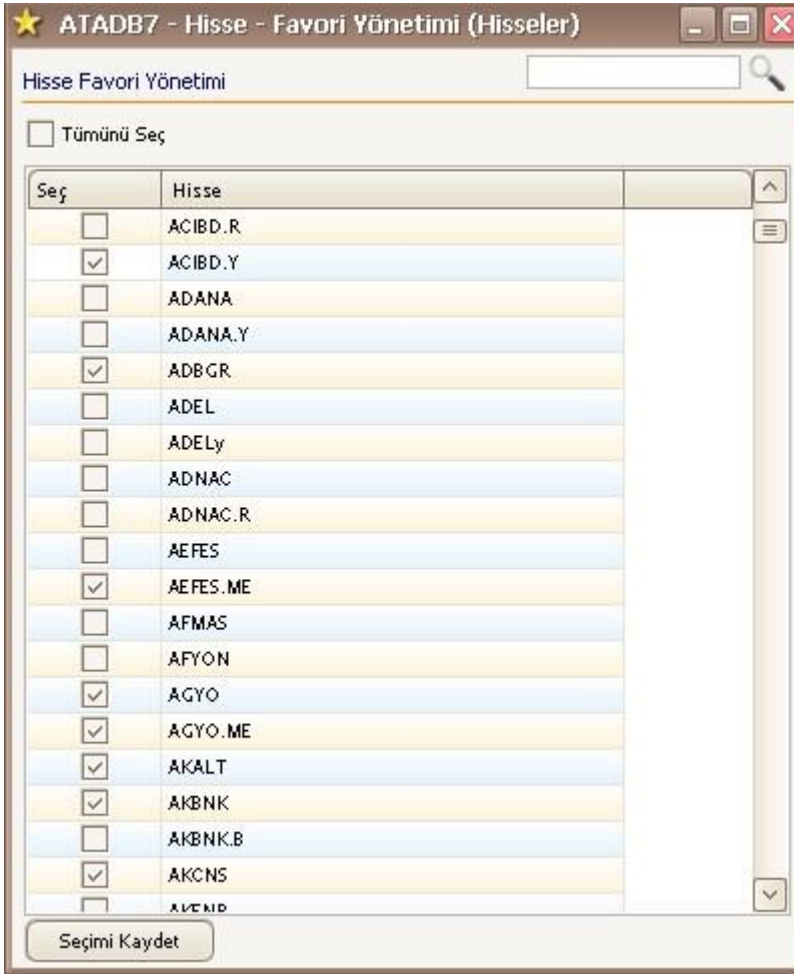 ATADB7 - Hisse - Favori Yönetimi (Hisseler)
Hisse Favori Yönetimi
Tümünü Seç
Seç Hisse
ACIBD.R
ACIBD.Y
ADANA
ADANA.Y
ADBGR
ADEL
ADELy
ADNAC
ADNAC.R
AEFES
AEFES.ME
AFMAS
AFYON
AGYO
AGYO.ME
AKALT
AKBNK
AKBNK.B
AKCNS
Seçimi Kaydet